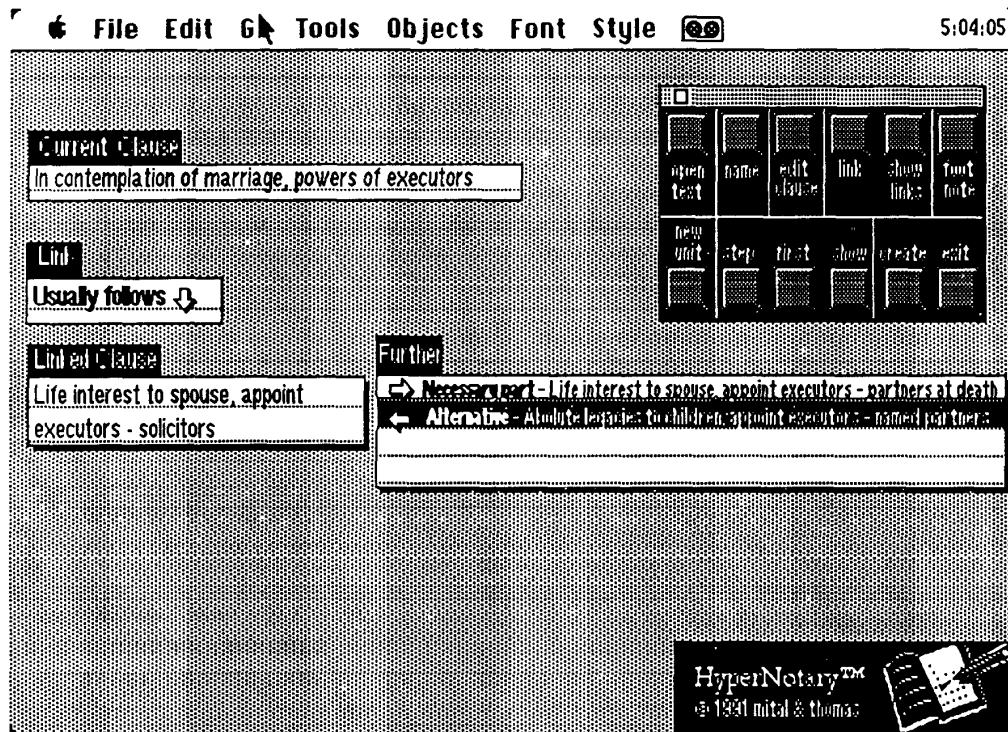 File Edit G Tools Objects Font Style 5:04:05
Current Clause
In contemplation of marriage, powers of executors
Link
Usually follows
Linked Clause
Life interest to spouse, appoint
executors - solicitors
Further
Necessary part - Life interest to spouse, appoint executors - partners at death
Alternative - Absolute legacies to children, appoint executors - named partners
open text name edit clause link show links foot note
new unit step first show create exit
HyperNotary™
© 1991 mital & thomas